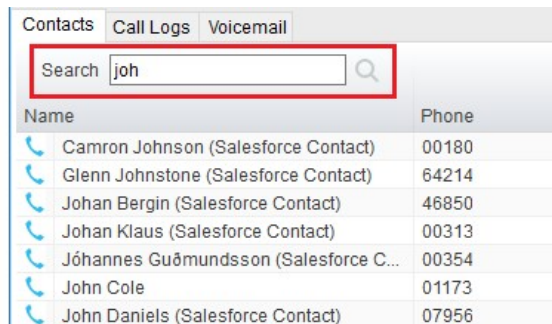 Contacts Call Logs Voicemail
Search joh
Name Phone
Camron Johnson (Salesforce Contact) 00180
Glenn Johnstone (Salesforce Contact) 64214
Johan Bergin (Salesforce Contact) 46850
Johan Klaus (Salesforce Contact) 00313
Jóhannes Guðmundsson (Salesforce C... 00354
John Cole 01173
John Daniels (Salesforce Contact) 07956